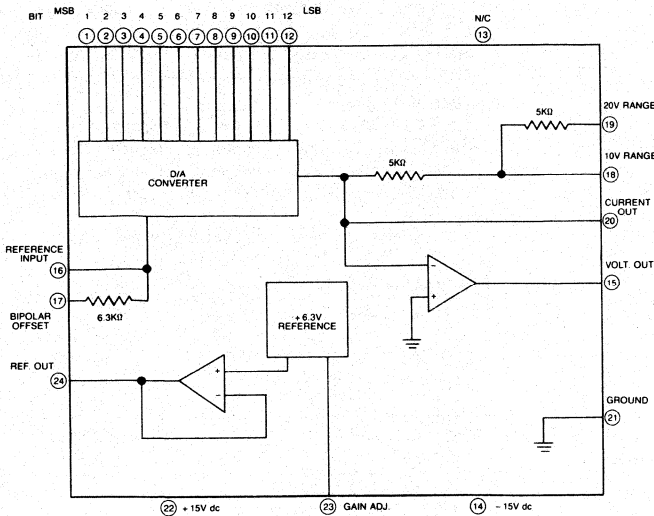 BIT MSB 1 2 3 4 5 6 7 8 9 10 11 12 LSB
1 2 3 4 5 6 7 8 9 10 11 12
N/C
13
20V RANGE
5KΩ
19
5KΩ
10V RANGE
18
D/A
CONVERTER
CURRENT
OUT
20
REFERENCE
INPUT
16
VOLT. OUT
15
17
6.3KΩ
BIPOLAR
OFFSET
+6.3V
REFERENCE
REF. OUT
24
GROUND
21
22 +15V dc
23 GAIN ADJ.
14 -15V dc